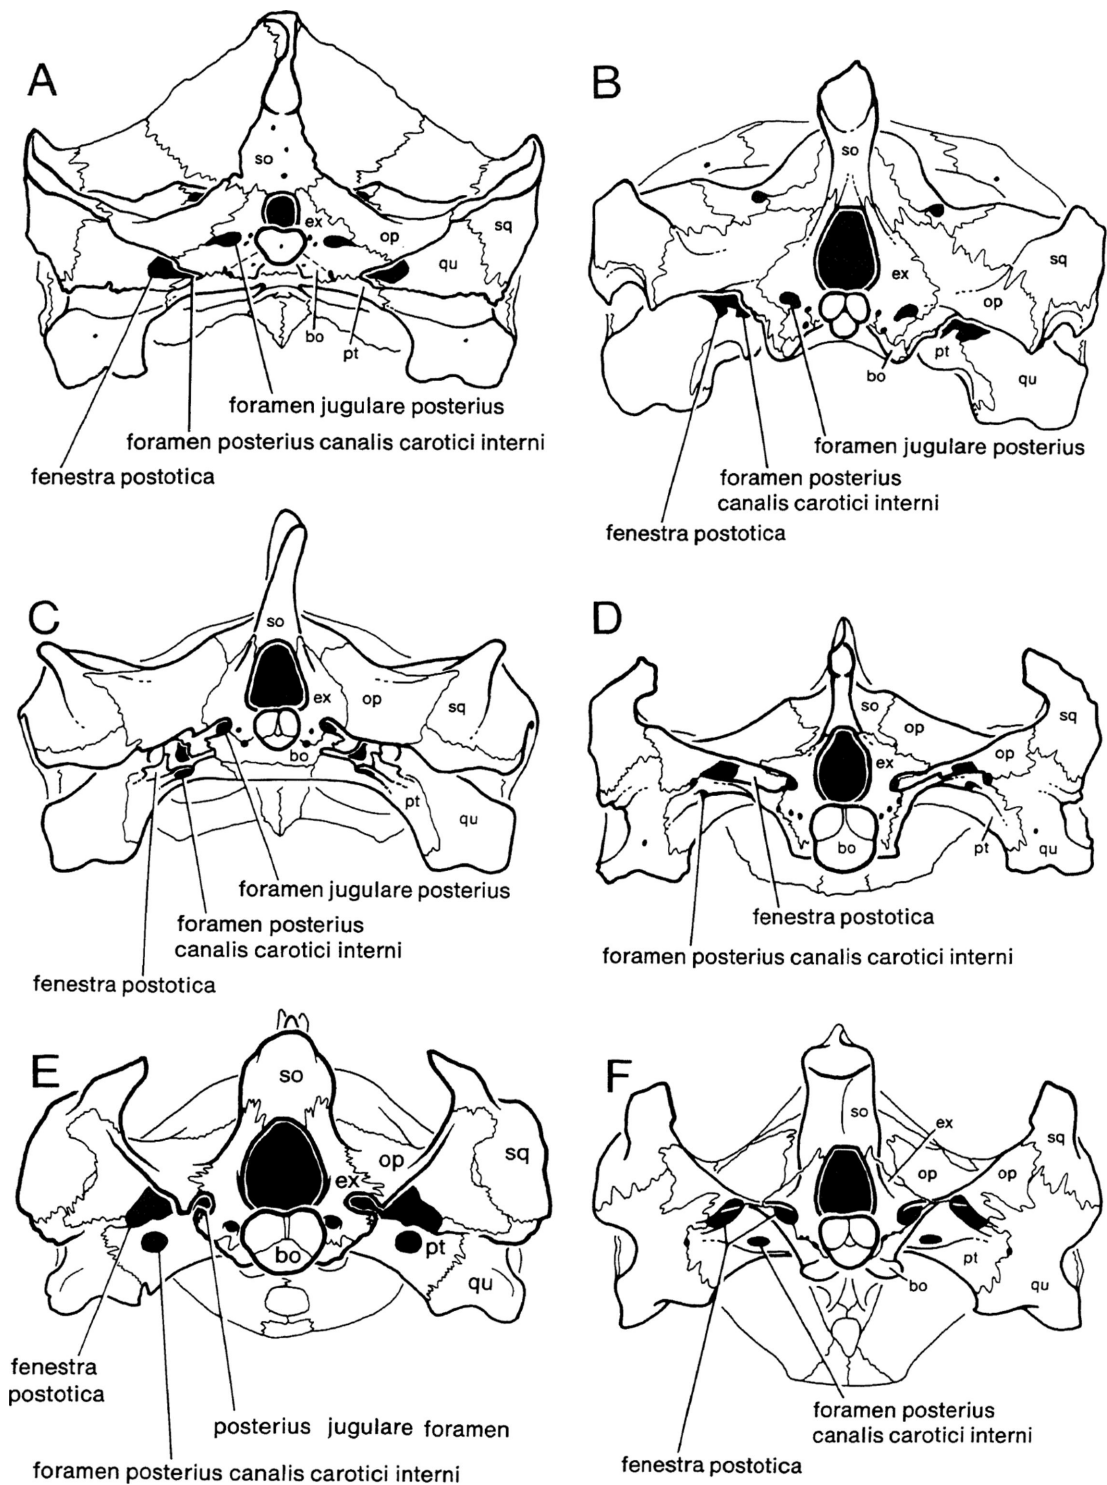 A
so
ex
op
sq
qu
bo
pt
foramen jugulare posterius
foramen posterius canalis carotici interni
fenestra postotica
B
so
ex
sq
op
pt
bo
qu
foramen jugulare posterius
foramen posterius
canalis carotici interni
fenestra postotica
C
so
ex
op
sq
bo
pt
qu
foramen jugulare posterius
foramen posterius
canalis carotici interni
fenestra postotica
D
so
op
sq
ex
op
bo
pt
qu
fenestra postotica
foramen posterius canalis carotici interni
E
so
op
sq
ex
bo
pt
qu
fenestra
postotica
posterius jugulare foramen
foramen posterius canalis carotici interni
F
so
ex
sq
op
op
pt
bo
qu
foramen posterius
canalis carotici interni
fenestra postotica